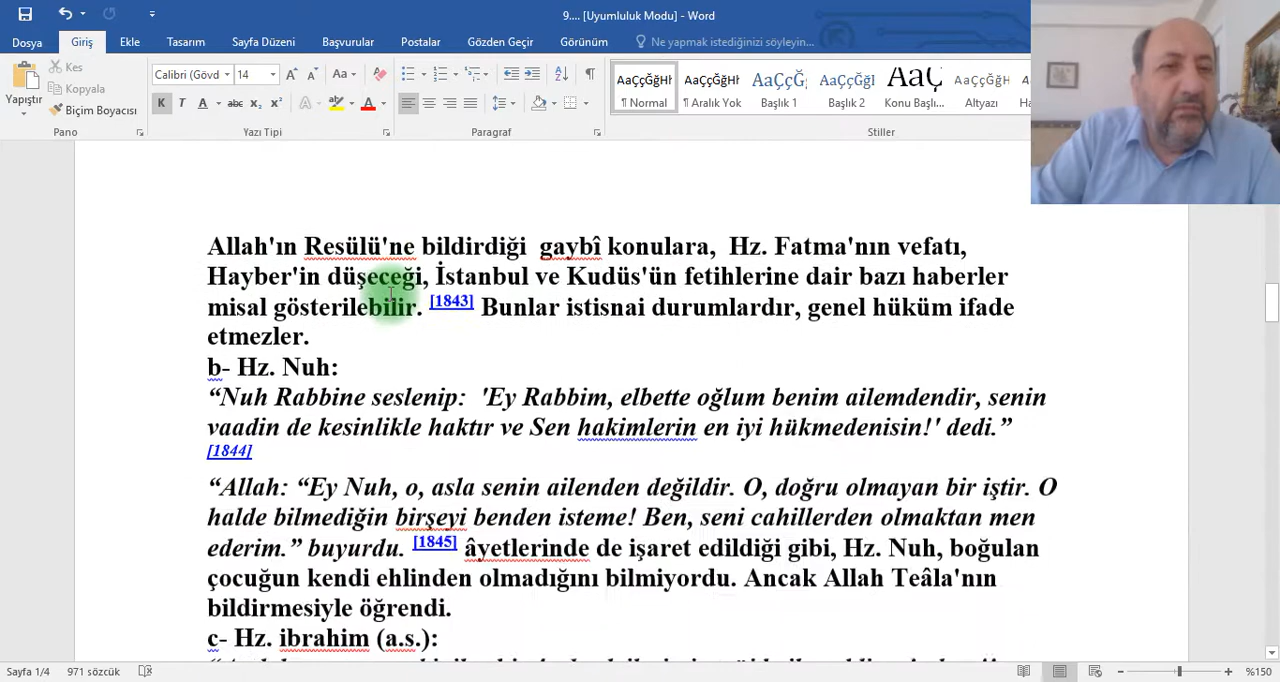 9.... [Uyumluluk Modu] - Word
Dosya Giriş Ekle Tasarım Sayfa Düzeni Başvurular Postalar Gözden Geçir Görünüm Ne yapmak istediğinizi söyleyin...
Yapıştır
Kes
Kopyala
Biçim Boyacısı
Pano
Calibri (Gövd 14
Yazı Tipi
Paragraf
AaÇçĞğHł AaÇçĞğHł AaÇçĞğ AaÇçĞğI AaÇ AaÇçĞğH
¶ Normal ¶ Aralık Yok Başlık 1 Başlık 2 Konu Başlı... Altyazı
Stiller
Allah'ın Resülü'ne bildirdiği gaybî konulara, Hz. Fatma'nın vefatı,
Hayber'in düşeceği, İstanbul ve Kudüs'ün fetihlerine dair bazı haberler
misal gösterilebilir. [1843] Bunlar istisnai durumlardır, genel hüküm ifade
etmezler.
b- Hz. Nuh:
“Nuh Rabbine seslenip: 'Ey Rabbim, elbette oğlum benim ailemdendir, senin
vaadin de kesinlikle haktır ve Sen hakimlerin en iyi hükmedenisin!' dedi.”
[1844]
“Allah: “Ey Nuh, o, asla senin ailenden değildir. O, doğru olmayan bir iştir. O
halde bilmediğin birşeyi benden isteme! Ben, seni cahillerden olmaktan men
ederim.” buyurdu. [1845] âyetlerinde de işaret edildiği gibi, Hz. Nuh, boğulan
çocuğun kendi ehlinden olmadığını bilmiyordu. Ancak Allah Teâla'nın
bildirmesiyle öğrendi.
c- Hz. ibrahim (a.s.):
Sayfa 1/4 971 sözcük %150